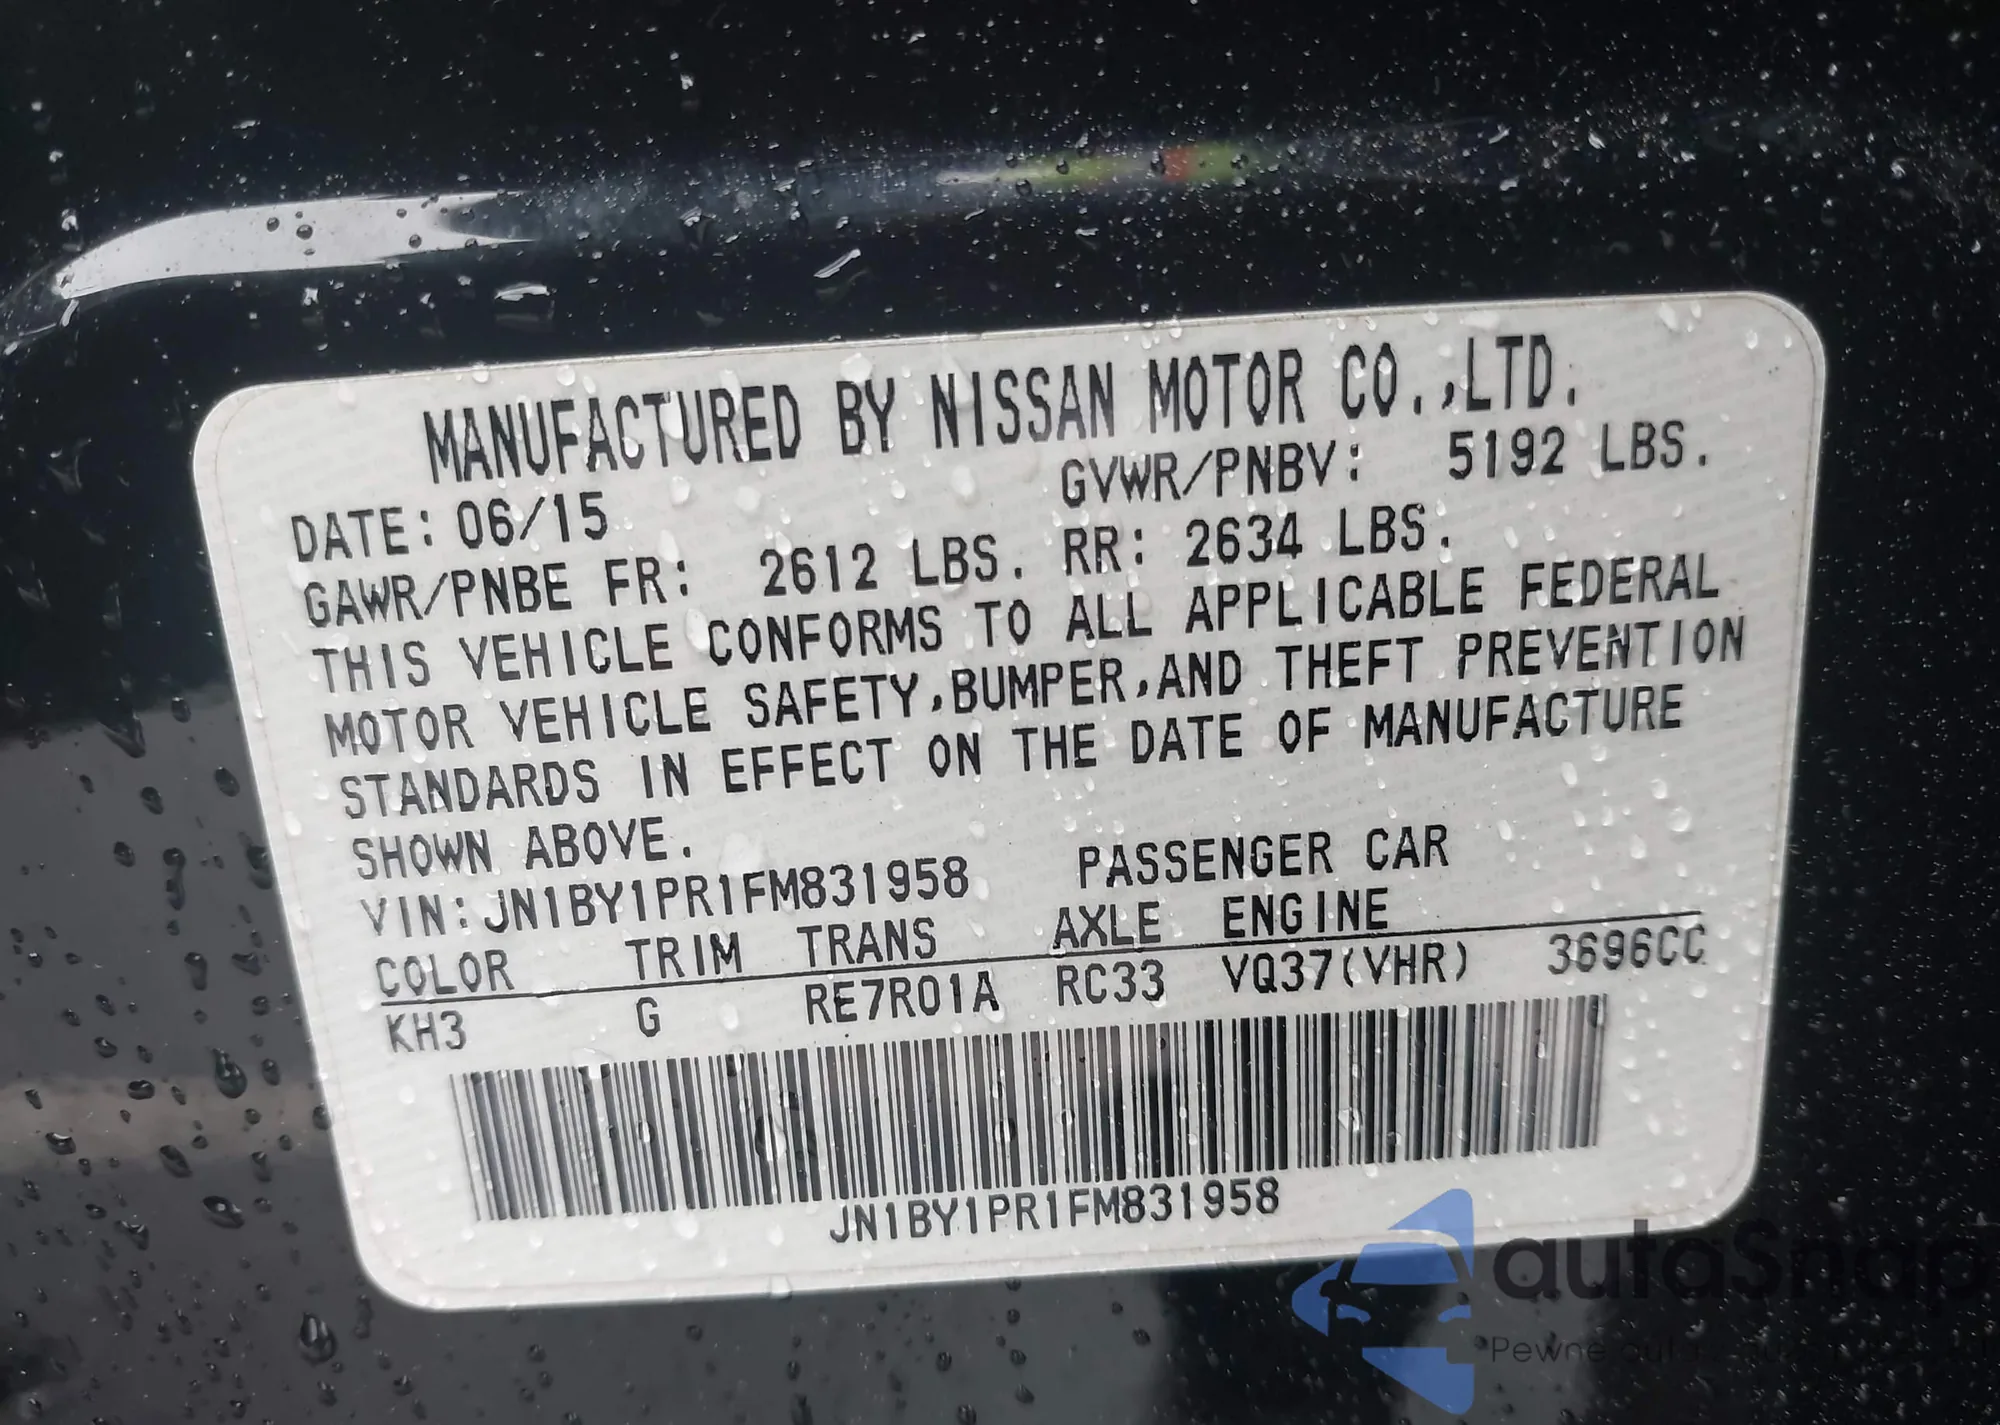 MANUFACTURED BY NISSAN MOTOR CO.,LTD.
DATE: 06/15 GVWR/PNBV: 5192 LBS.
GAWR/PNBE FR: 2612 LBS. RR: 2634 LBS.
THIS VEHICLE CONFORMS TO ALL APPLICABLE FEDERAL
MOTOR VEHICLE SAFETY,BUMPER,AND THEFT PREVENTION
STANDARDS IN EFFECT ON THE DATE OF MANUFACTURE
SHOWN ABOVE.
VIN:JN1BY1PR1FM831958 PASSENGER CAR
COLOR TRIM TRANS AXLE ENGINE
KH3 G RE7R01A RC33 VQ37(VHR) 3696CC
JN1BY1PR1FM831958
autaSnap
Pewne auta